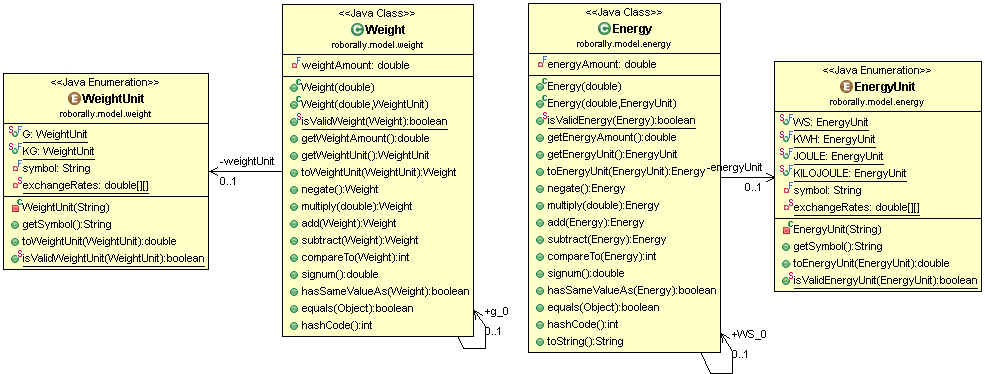 <<Java Enumeration>>
WeightUnit
roborally.model.weight
G: WeightUnit
KG: WeightUnit
symbol: String
exchangeRates: double[][]
WeightUnit(String)
getSymbol():String
toWeightUnit(WeightUnit):double
isValidWeightUnit(WeightUnit):boolean
-weightUnit
0..1
<<Java Class>>
Weight
roborally.model.weight
weightAmount: double
Weight(double)
Weight(double,WeightUnit)
isValidWeight(Weight):boolean
getWeightAmount():double
getWeightUnit():WeightUnit
toWeightUnit(WeightUnit):Weight
negate():Weight
multiply(double):Weight
add(Weight):Weight
subtract(Weight):Weight
compareTo(Weight):int
signum():double
hasSameValueAs(Weight):boolean
equals(Object):boolean
hashCode():int
+g_0
0..1
<<Java Class>>
Energy
roborally.model.energy
energyAmount: double
Energy(double)
Energy(double,EnergyUnit)
isValidEnergy(Energy):boolean
getEnergyAmount():double
getEnergyUnit():EnergyUnit
toEnergyUnit(EnergyUnit):Energy
negate():Energy
multiply(double):Energy
add(Energy):Energy
subtract(Energy):Energy
compareTo(Energy):int
signum():double
hasSameValueAs(Energy):boolean
equals(Object):boolean
hashCode():int
toString():String
+WS_0
0..1
-energyUnit
0..1
<<Java Enumeration>>
EnergyUnit
roborally.model.energy
WS: EnergyUnit
KWH: EnergyUnit
JOULE: EnergyUnit
KILOJOULE: EnergyUnit
symbol: String
exchangeRates: double[][]
EnergyUnit(String)
getSymbol():String
toEnergyUnit(EnergyUnit):double
isValidEnergyUnit(EnergyUnit):boolean